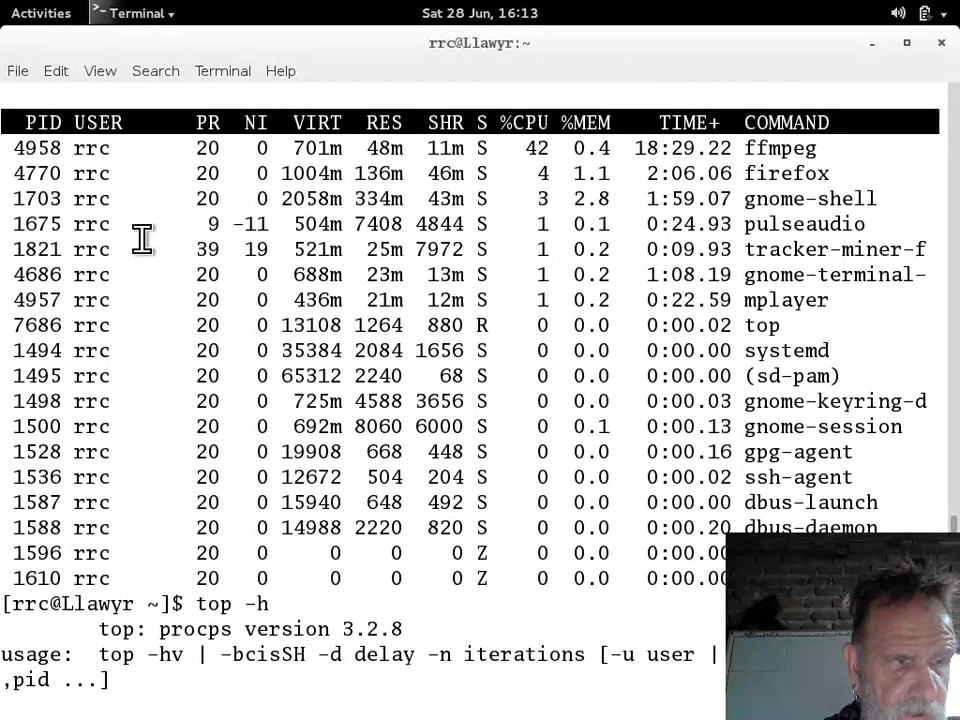 Activities >_ Terminal Sat 28 Jun, 16:13
rrc@Llawyr:~
File Edit View Search Terminal Help
PID USER PR NI VIRT RES SHR S %CPU %MEM TIME+ COMMAND
4958 rrc 20 0 701m 48m 11m S 42 0.4 18:29.22 ffmpeg
4770 rrc 20 0 1004m 136m 46m S 4 1.1 2:06.06 firefox
1703 rrc 20 0 2058m 334m 43m S 3 2.8 1:59.07 gnome-shell
1675 rrc 9 -11 504m 7408 4844 S 1 0.1 0:24.93 pulseaudio
1821 rrc 39 19 521m 25m 7972 S 1 0.2 0:09.93 tracker-miner-f
4686 rrc 20 0 688m 23m 13m S 1 0.2 1:08.19 gnome-terminal-
4957 rrc 20 0 436m 21m 12m S 1 0.2 0:22.59 mplayer
7686 rrc 20 0 13108 1264 880 R 0 0.0 0:00.02 top
1494 rrc 20 0 35384 2084 1656 S 0 0.0 0:00.00 systemd
1495 rrc 20 0 65312 2240 68 S 0 0.0 0:00.00 (sd-pam)
1498 rrc 20 0 725m 4588 3656 S 0 0.0 0:00.03 gnome-keyring-d
1500 rrc 20 0 692m 8060 6000 S 0 0.1 0:00.13 gnome-session
1528 rrc 20 0 19908 668 448 S 0 0.0 0:00.16 gpg-agent
1536 rrc 20 0 12672 504 204 S 0 0.0 0:00.02 ssh-agent
1587 rrc 20 0 15940 648 492 S 0 0.0 0:00.00 dbus-launch
1588 rrc 20 0 14988 2220 820 S 0 0.0 0:00.20 dbus-daemon
1596 rrc 20 0 0 0 0 Z 0 0.0 0:00.00
1610 rrc 20 0 0 0 0 Z 0 0.0 0:00.00
[rrc@Llawyr ~]$ top -h
top: procps version 3.2.8
usage: top -hv | -bcisSH -d delay -n iterations [-u user |
,pid ...]